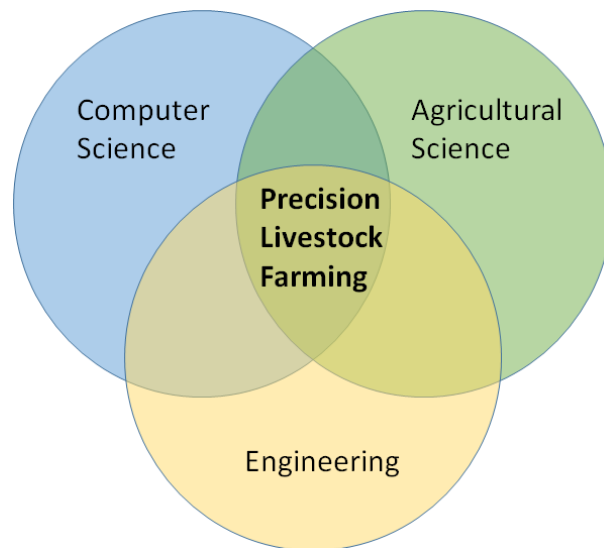 Computer
Science
Agricultural
Science
Precision
Livestock
Farming
Engineering